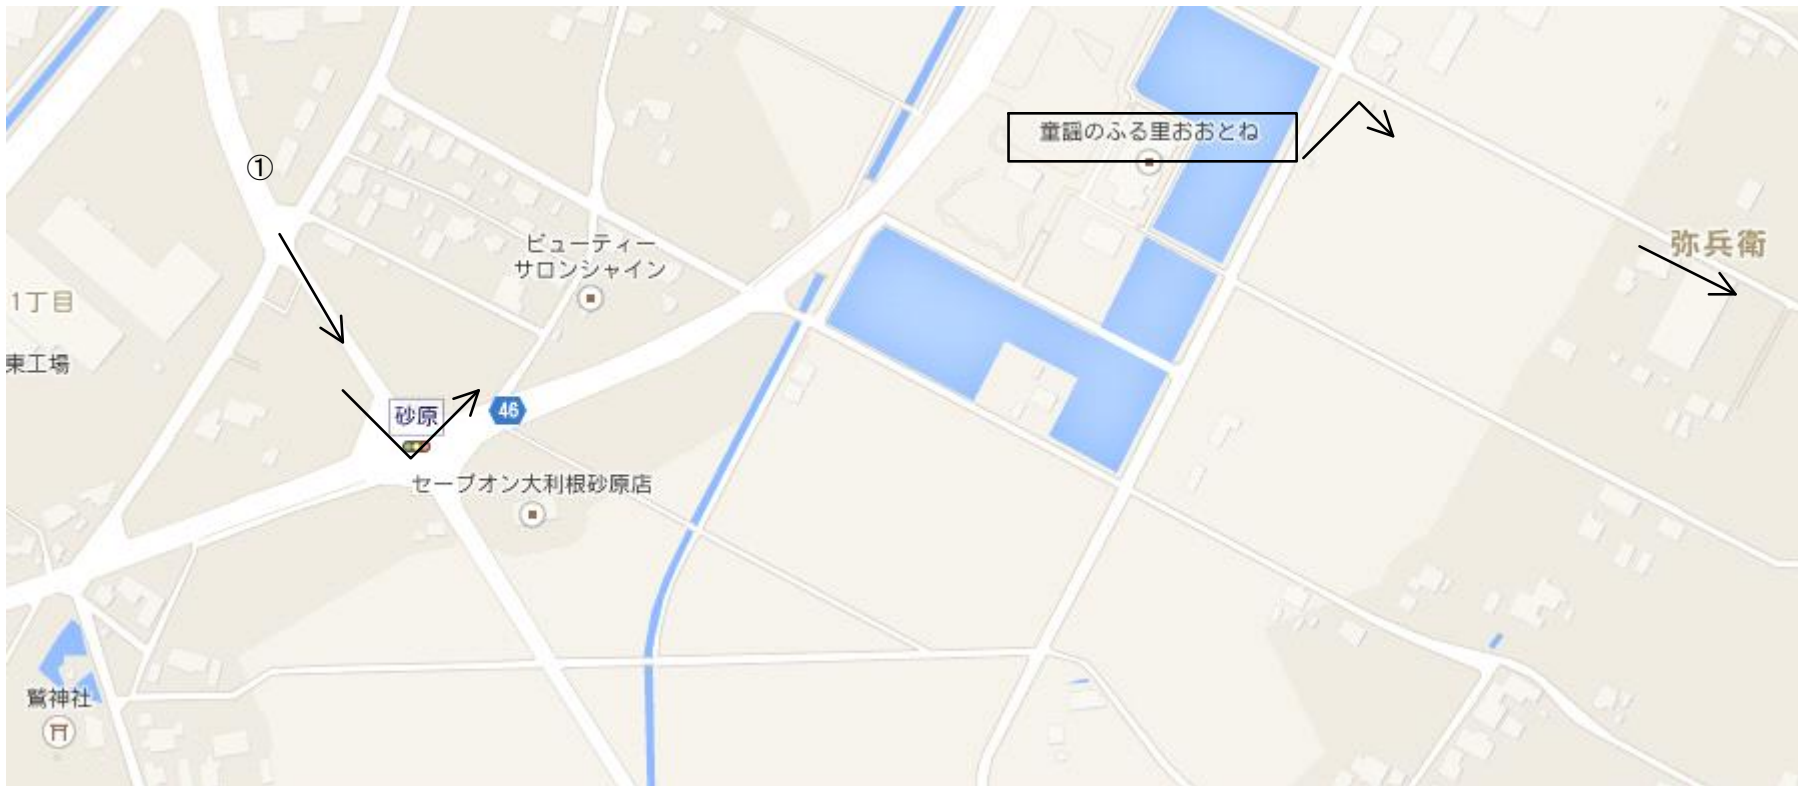 童謡のふる里おおとね
①
ビューティー
サロンシャイン
弥兵衛
1丁目
東工場
砂原
46
セーブオン大利根砂原店
鷲神社